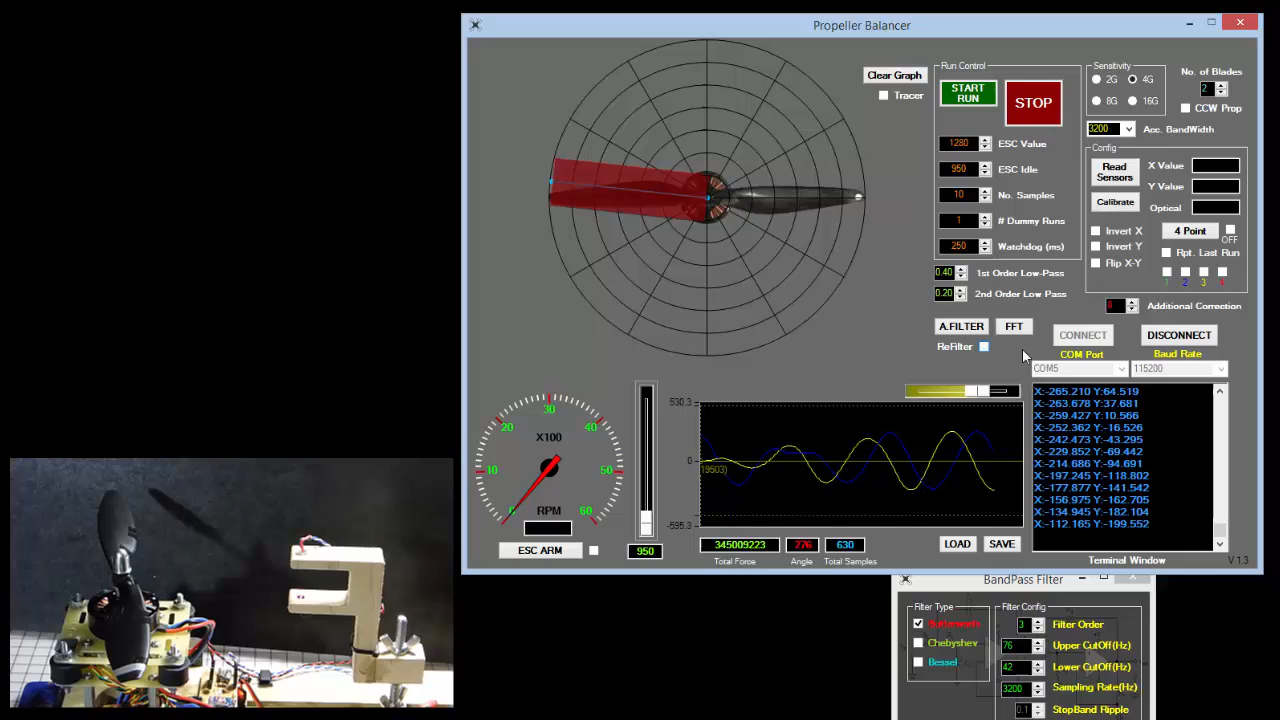 Propeller Balancer
Clear Graph
Tracer
Run Control
START RUN
STOP
1280 ESC Value
950 ESC Idle
10 No. Samples
1 # Dummy Runs
250 Watchdog (ms)
0.40 1st Order Low-Pass
0.20 2nd Order Low Pass
A.FILTER FFT
ReFilter
Sensitivity
2G 4G
8G 16G
No. of Blades
2
CCW Prop
3200 Acc. BandWidth
Config
Read Sensors
X Value
Y Value
Calibrate
Optical
Invert X
4 Point
OFF
Invert Y
Rpt. Last Run
Flip X-Y
1 2 3 4
Additional Correction
CONNECT DISCONNECT
COM Port Baud Rate
COM5 115200
X:-265.210 Y:64.519
X:-263.678 Y:37.681
X:-259.427 Y:10.566
X:-252.362 Y:-16.526
X:-242.473 Y:-43.295
X:-229.852 Y:-69.442
X:-214.686 Y:-94.691
X:-197.245 Y:-118.802
X:-177.877 Y:-141.542
X:-156.975 Y:-162.705
X:-134.945 Y:-182.104
X:-112.165 Y:-199.552
Terminal Window
V 1.3
0 10 20 30 40 50 60
X100
RPM
ESC ARM
950
530.3
0
-595.3
19503)
345009223 276 630
Total Force Angle Total Samples
LOAD SAVE
BandPass Filter
Filter Type
Butterworth
Chebyshev
Bessel
Filter Config
3 Filter Order
76 Upper CutOff(Hz)
42 Lower CutOff(Hz)
3200 Sampling Rate(Hz)
0.1 StopBand Ripple